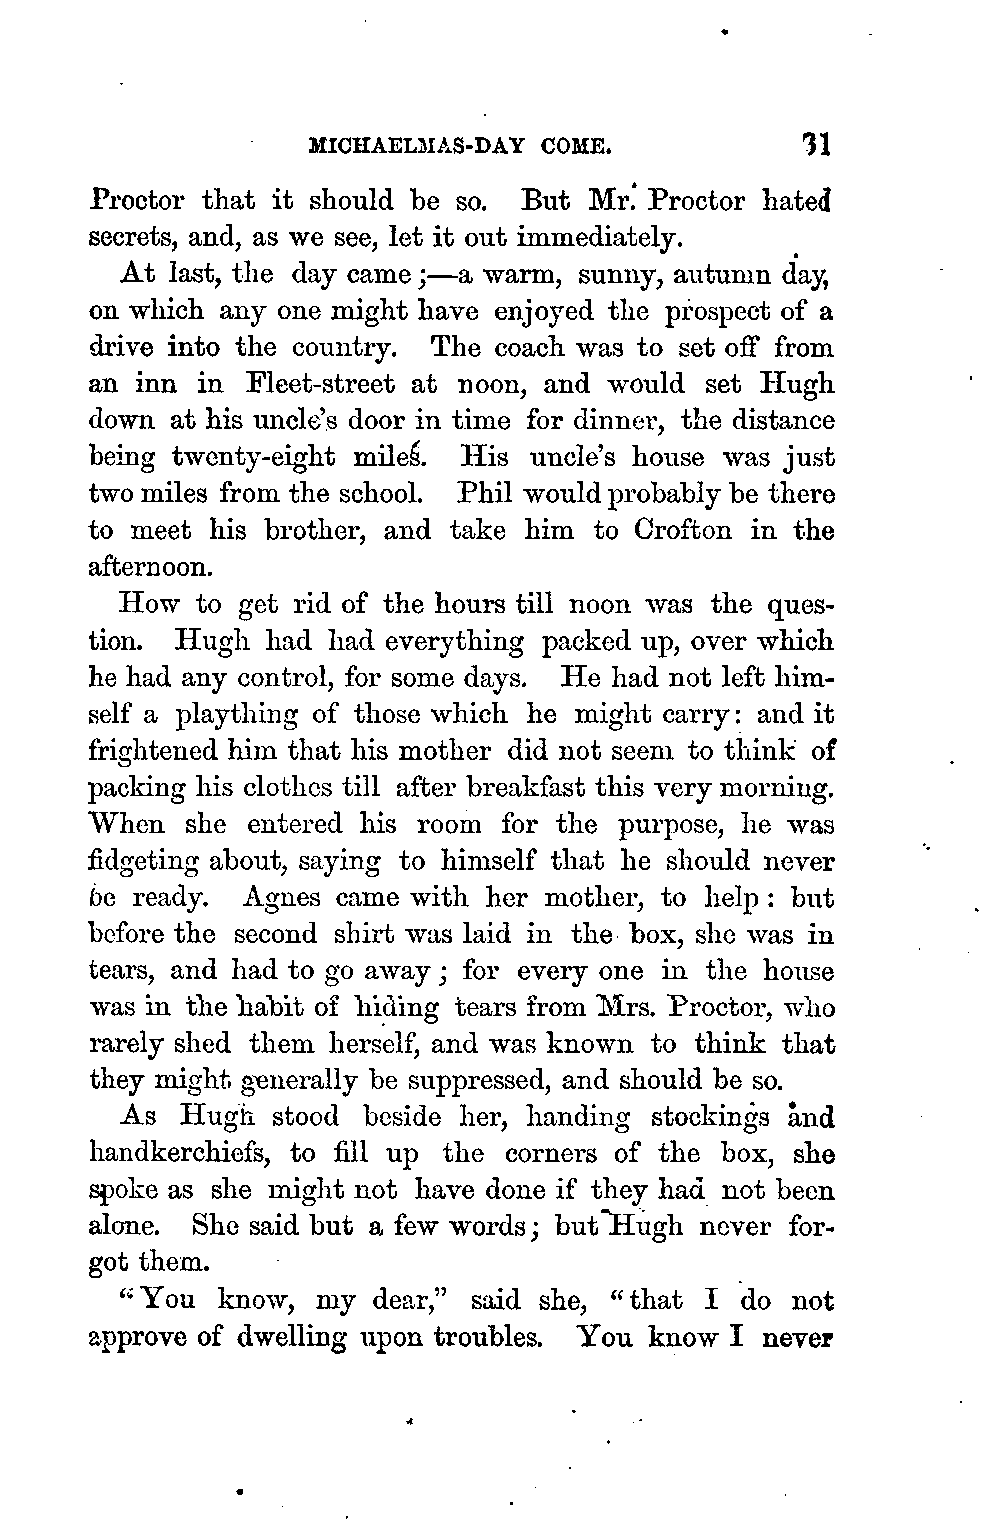 MICHAELMAS-DAY COME. 31
Proctor that it should be so. But Mr. Proctor hated
secrets, and, as we see, let it out immediately.
At last, the day came;—a warm, sunny, autumn day,
on which any one might have enjoyed the prospect of a
drive into the country. The coach was to set off from
an inn in Fleet-street at noon, and would set Hugh
down at his uncle’s door in time for dinner, the distance
being twenty-eight miles. His uncle’s house was just
two miles from the school. Phil would probably be there
to meet his brother, and take him to Crofton in the
afternoon.
How to get rid of the hours till noon was the ques-
tion. Hugh had had everything packed up, over which
he had any control, for some days. He had not left him-
self a plaything of those which he might carry: and it
frightened him that his mother did not seem to think of
packing his clothes till after breakfast this very morning.
When she entered his room for the purpose, he was
fidgeting about, saying to himself that he should never
be ready. Agnes came with her mother, to help: but
before the second shirt was laid in the box, she was in
tears, and had to go away; for every one in the house
was in the habit of hiding tears from Mrs. Proctor, who
rarely shed them herself, and was known to think that
they might generally be suppressed, and should be so.
As Hugh stood beside her, handing stockings and
handkerchiefs, to fill up the corners of the box, she
spoke as she might not have done if they had not been
alone. She said but a few words; but Hugh never for-
got them.
“You know, my dear,” said she, “that I do not
approve of dwelling upon troubles. You know I never